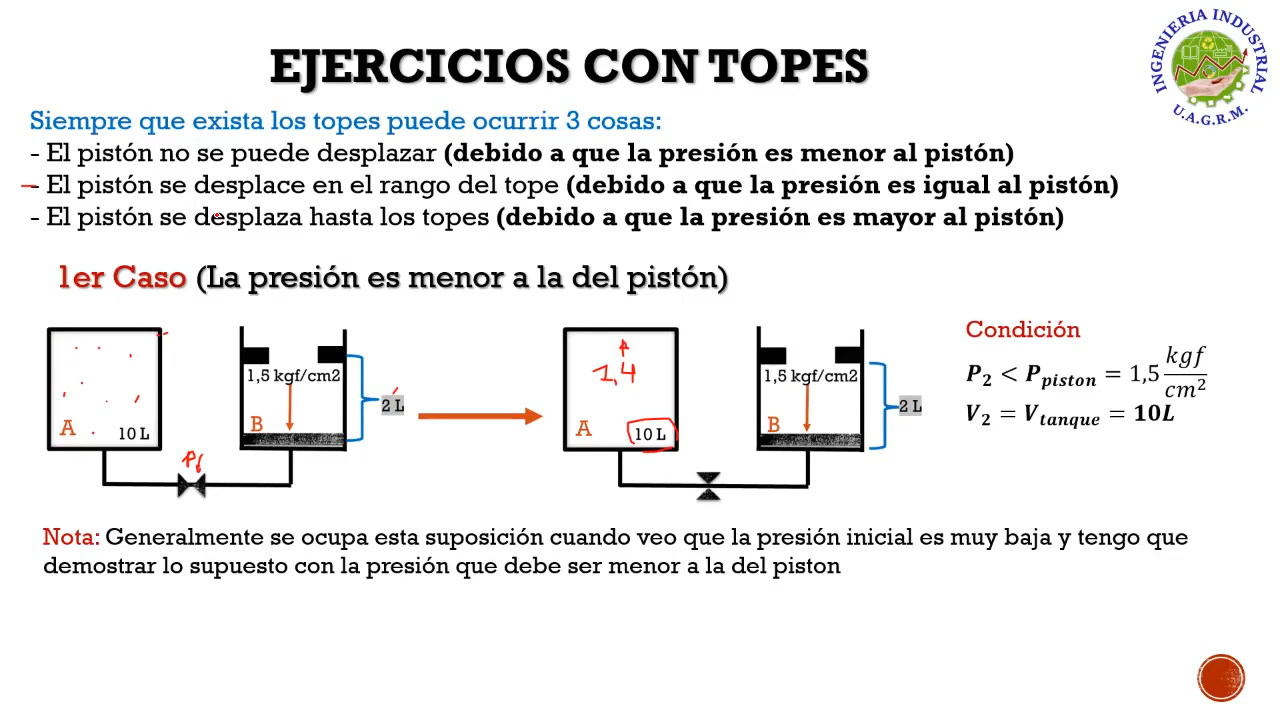 EJERCICIOS CON TOPES
INGENIERIA INDUSTRIAL
U.A.G.R.M.
Siempre que exista los topes puede ocurrir 3 cosas:
- El pistón no se puede desplazar (debido a que la presión es menor al pistón)
- El pistón se desplace en el rango del tope (debido a que la presión es igual al pistón)
- El pistón se desplaza hasta los topes (debido a que la presión es mayor al pistón)
1er Caso (La presión es menor a la del pistón)
A
10 L
1,5 kgf/cm2
B
2 L
1,4
A
10 L
1,5 kgf/cm2
B
2 L
Condición
P₂ < Ppiston = 1,5 kgf/cm²
V₂ = Vtanque = 10L
Nota: Generalmente se ocupa esta suposición cuando veo que la presión inicial es muy baja y tengo que
demostrar lo supuesto con la presión que debe ser menor a la del piston